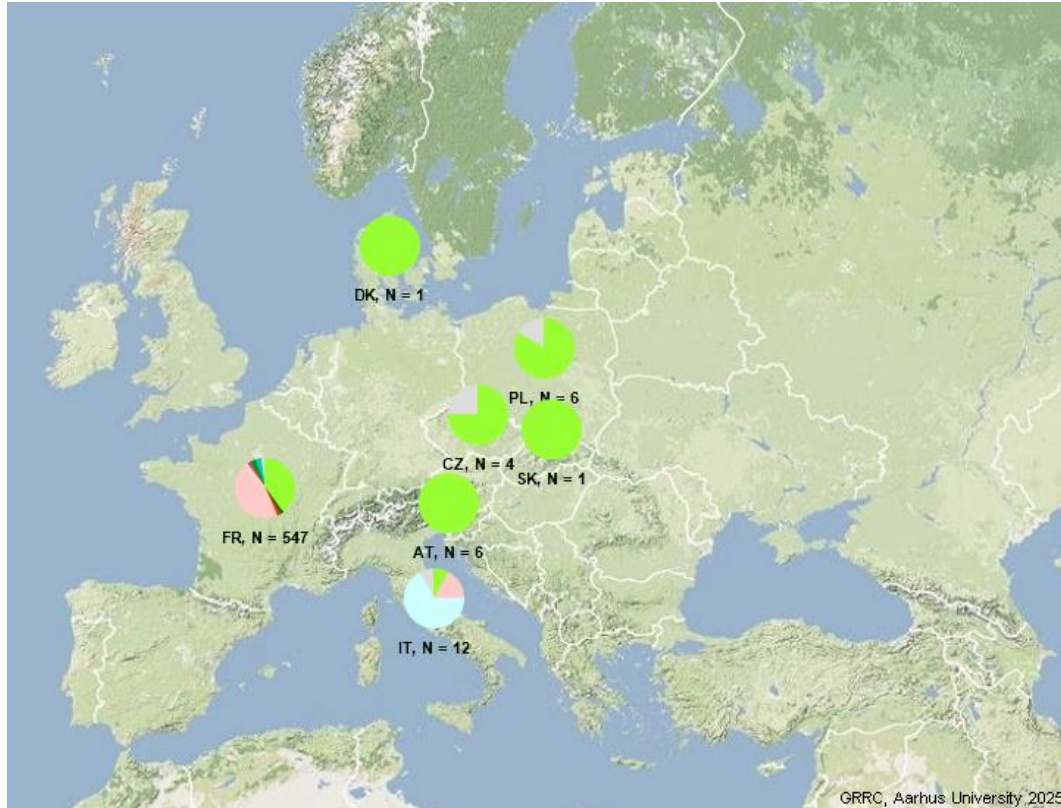 DK, N = 1
PL, N = 6
CZ, N = 4
SK, N = 1
FR, N = 547
AT, N = 6
IT, N = 12
GRRC, Aarhus University, 2025